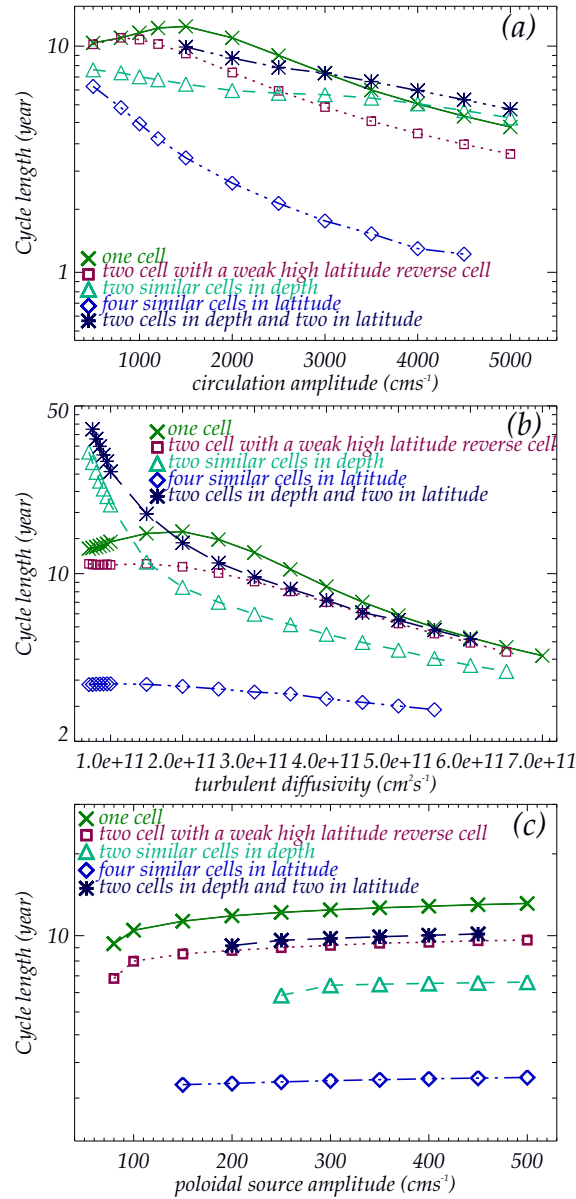 (a)
10
1
Cycle length (year)
one cell
two cell with a weak high latitude reverse cell
two similar cells in depth
four similar cells in latitude
two cells in depth and two in latitude
1000 2000 3000 4000 5000
circulation amplitude (cms⁻¹)
50
(b)
one cell
two cell with a weak high latitude reverse cell
two similar cells in depth
four similar cells in latitude
two cells in depth and two in latitude
10
2
Cycle length (year)
1.0e+11 2.0e+11 3.0e+11 4.0e+11 5.0e+11 6.0e+11 7.0e+11
turbulent diffusivity (cm²s⁻¹)
(c)
one cell
two cell with a weak high latitude reverse cell
two similar cells in depth
four similar cells in latitude
two cells in depth and two in latitude
10
Cycle length (year)
100 200 300 400 500
poloidal source amplitude (cms⁻¹)